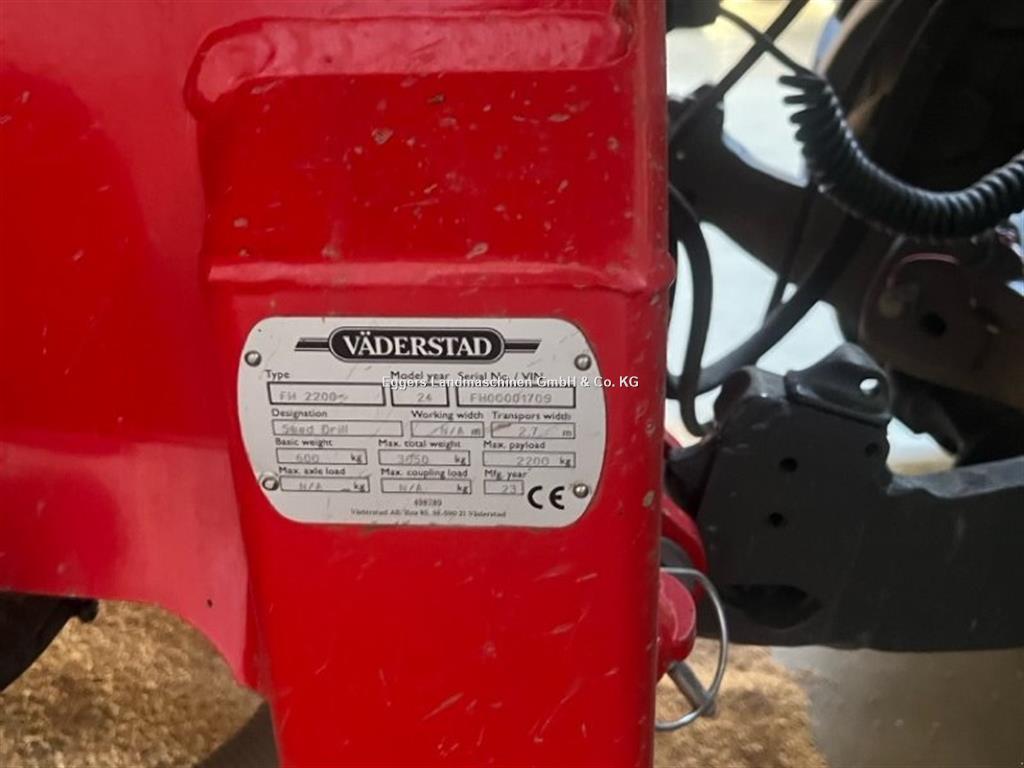 VÄDERSTAD
Type Model year Serial No. / VIN
Eggers Landmaschinen GmbH & Co. KG
FH 2200 24 FH00001709
Designation Working width Transport width
Seed Drill N/A m 2.7 m
Basic weight Max. total weight Max. payload
600 kg 3050 kg 2200 kg
Max. axle load Max. coupling load Mfg. year
N/A kg N/A kg 23 CE
498789
Väderstad AB, Box 85, SE-590 21 Väderstad